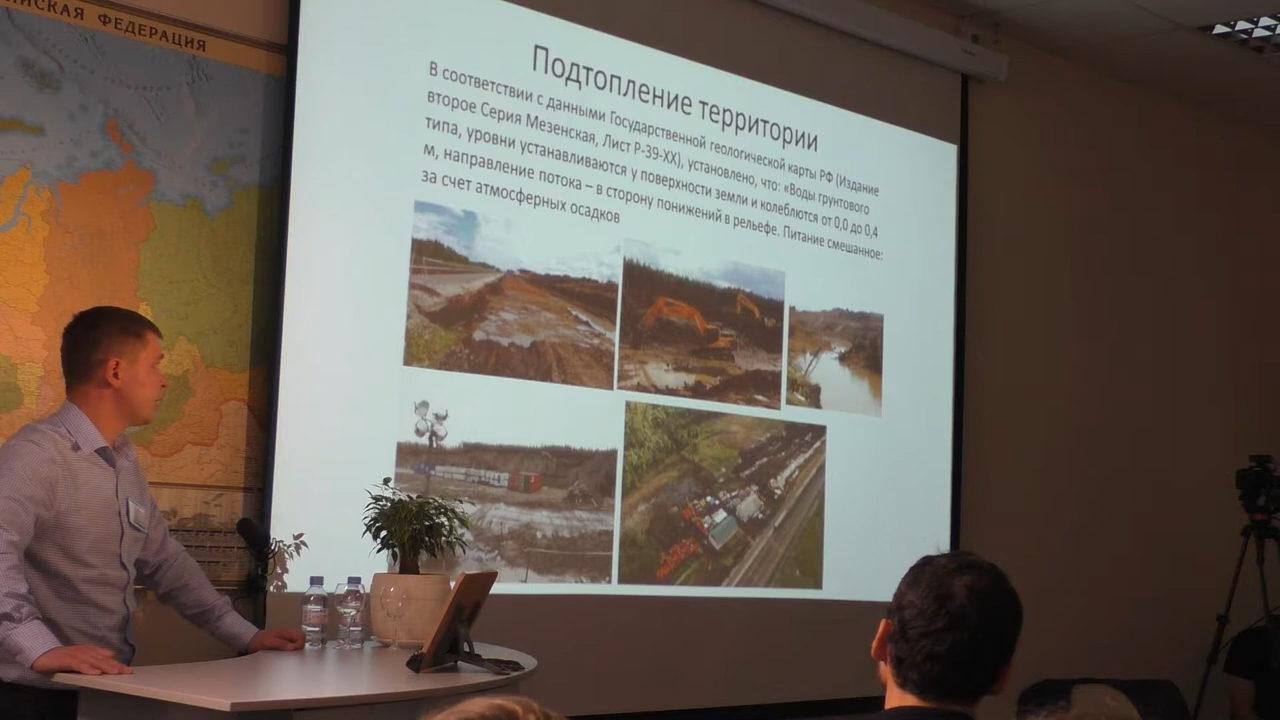 ЙСКАЯ ФЕДЕРАЦИЯ
Подтопление территории
В соответствии с данными Государственной геологической карты РФ (Издание
второе Серия Мезенская, Лист Р-39-XX), установлено, что: «Воды грунтового
типа, уровни устанавливаются у поверхности земли и колеблются от 0,0 до 0,4
м, направление потока – в сторону понижений в рельефе. Питание смешанное:
за счет атмосферных осадков